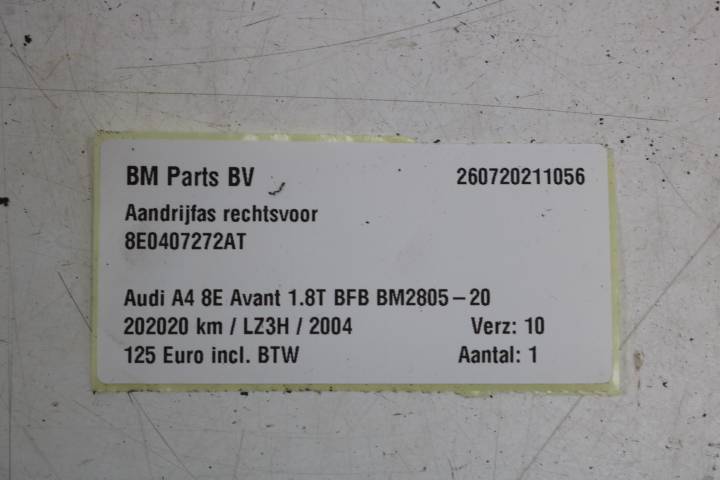 BM Parts BV 260720211056
Aandrijfas rechtsvoor
8E0407272AT
Audi A4 8E Avant 1.8T BFB BM2805-20
202020 km / LZ3H / 2004 Verz: 10
125 Euro incl. BTW Aantal: 1